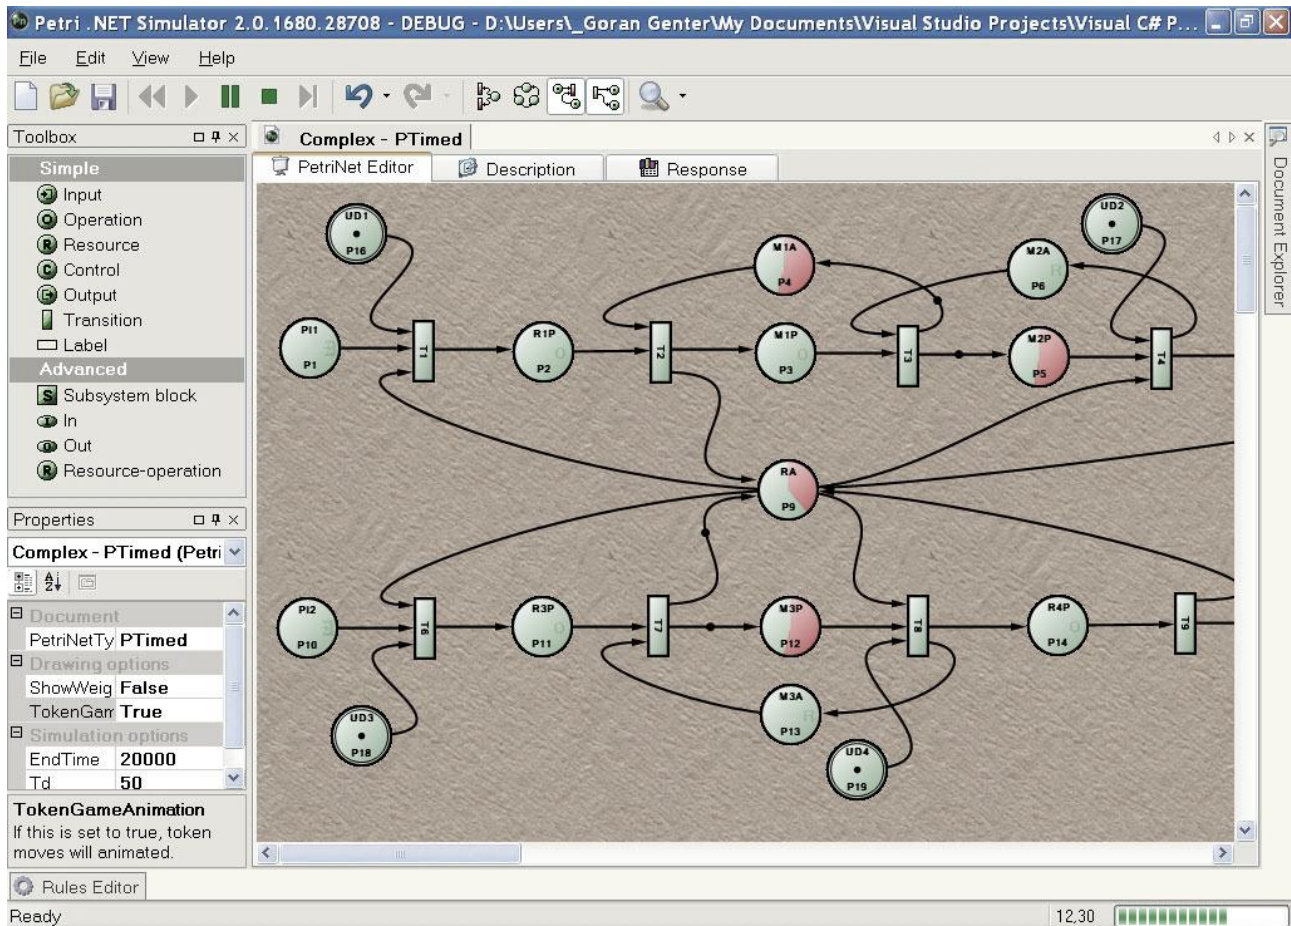 Petri .NET Simulator 2.0.1680.28708 - DEBUG - D:\Users\_Goran Genter\My Documents\Visual Studio Projects\Visual C# P...
File Edit View Help
Toolbox
Simple
Input
Operation
Resource
Control
Output
Transition
Label
Advanced
Subsystem block
In
Out
Resource-operation
Properties
Complex - PTimed (Petri
Document
PetriNetTy PTimed
Drawing options
ShowWeig False
TokenGam True
Simulation options
EndTime 20000
Td 50
TokenGameAnimation
If this is set to true, token
moves will animated.
Complex - PTimed
PetriNet Editor Description Response
Document Explorer
UD1
P16
UD2
P17
M1A
P4
M2A
R
P6
PI1
R
P1
T1
R1P
O
P2
T2
M1P
O
P3
T3
M2P
P5
T4
RA
P9
PI2
R
P10
T6
R3P
O
P11
T7
M3P
P12
T8
R4P
O
P14
T9
M3A
R
P13
UD3
P18
UD4
P19
Rules Editor
Ready 12,30